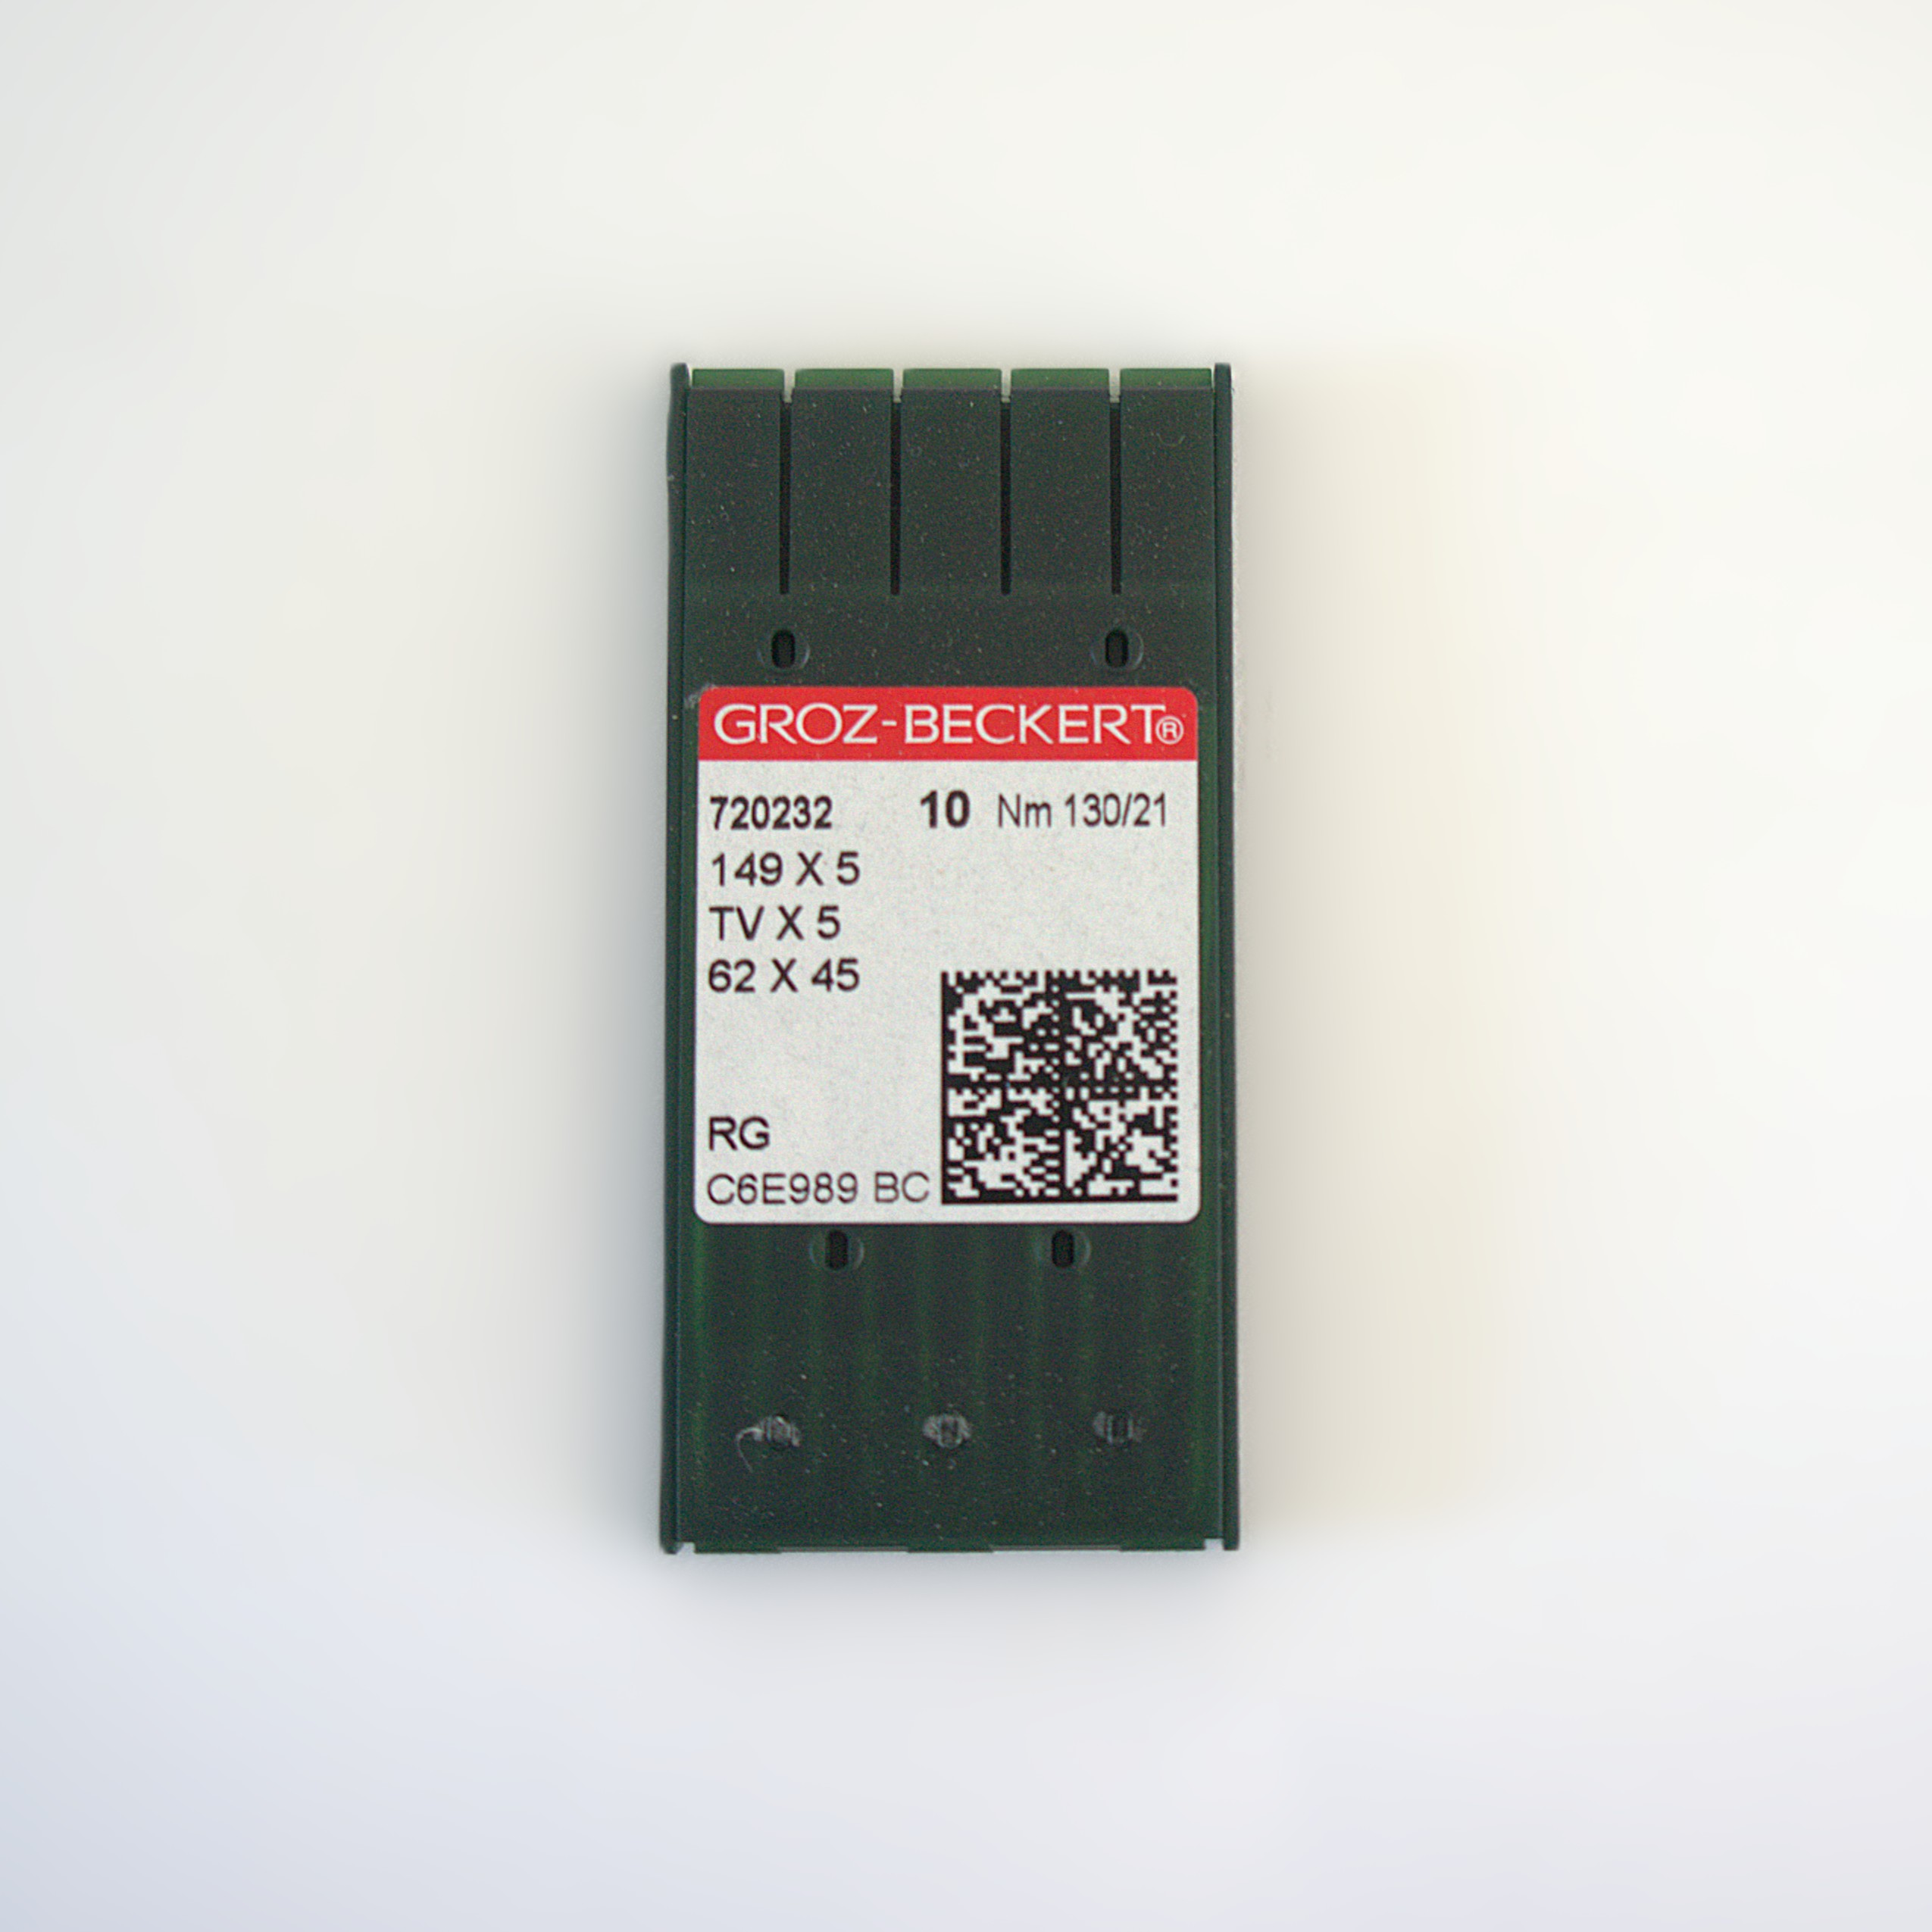 GROZ-BECKERT®
720232 10 Nm 130/21
149 X 5
TV X 5
62 X 45
RG
C6E989 BC